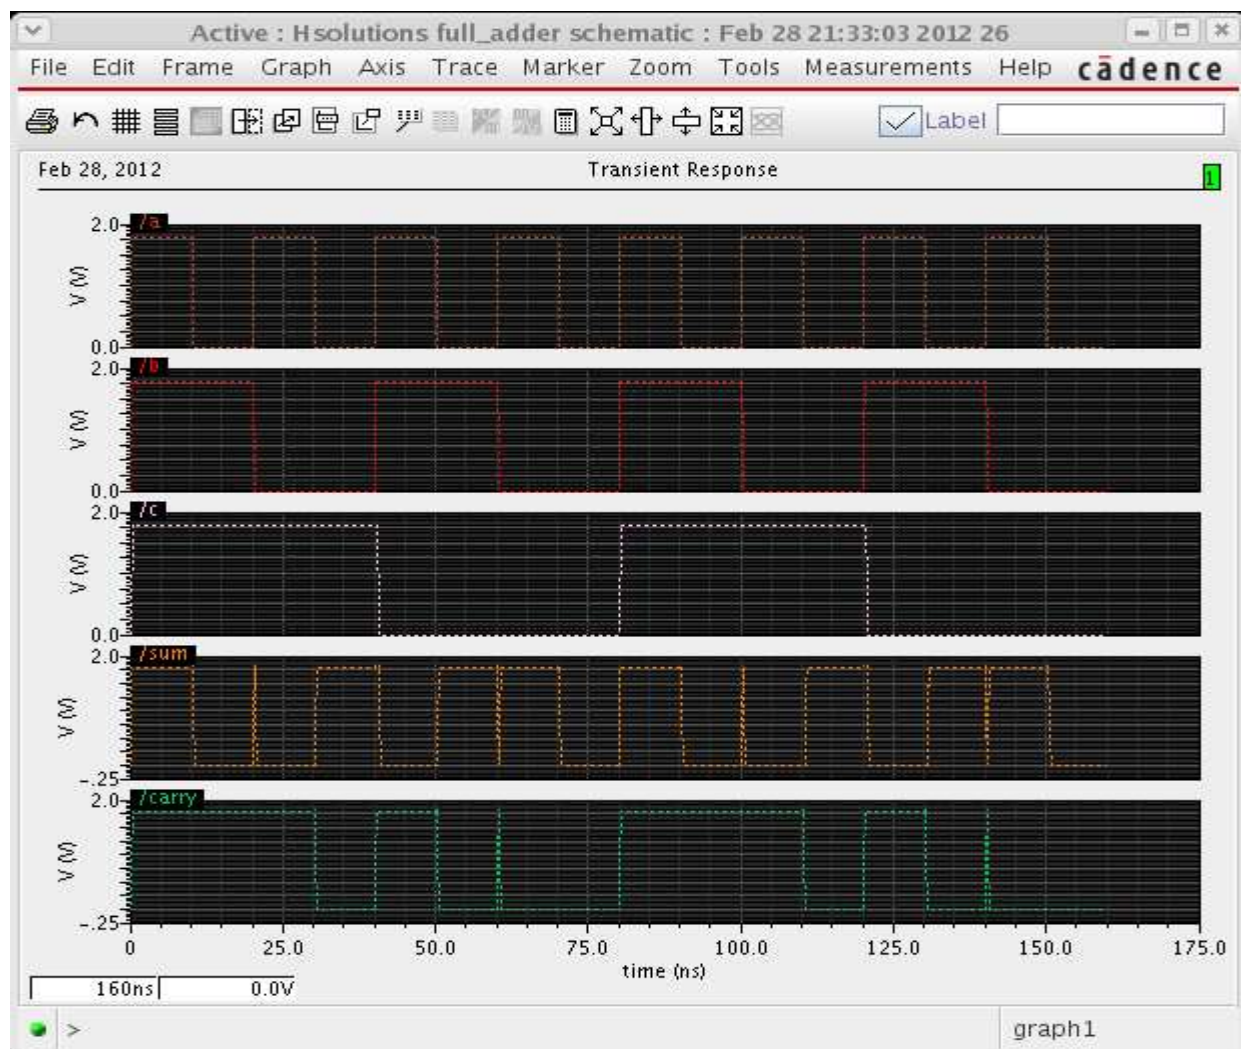 Active : Hsolutions full_adder schematic : Feb 28 21:33:03 2012 26
File Edit Frame Graph Axis Trace Marker Zoom Tools Measurements Help cādence
Label
Feb 28, 2012 Transient Response 1
/a
2.0
V (V)
0.0
/b
2.0
V (V)
0.0
/c
2.0
V (V)
0.0
/sum
2.0
V (V)
-.25
/carry
2.0
V (V)
-.25
0 25.0 50.0 75.0 100.0 125.0 150.0 175.0
time (ns)
160ns 0.0V
> graph1